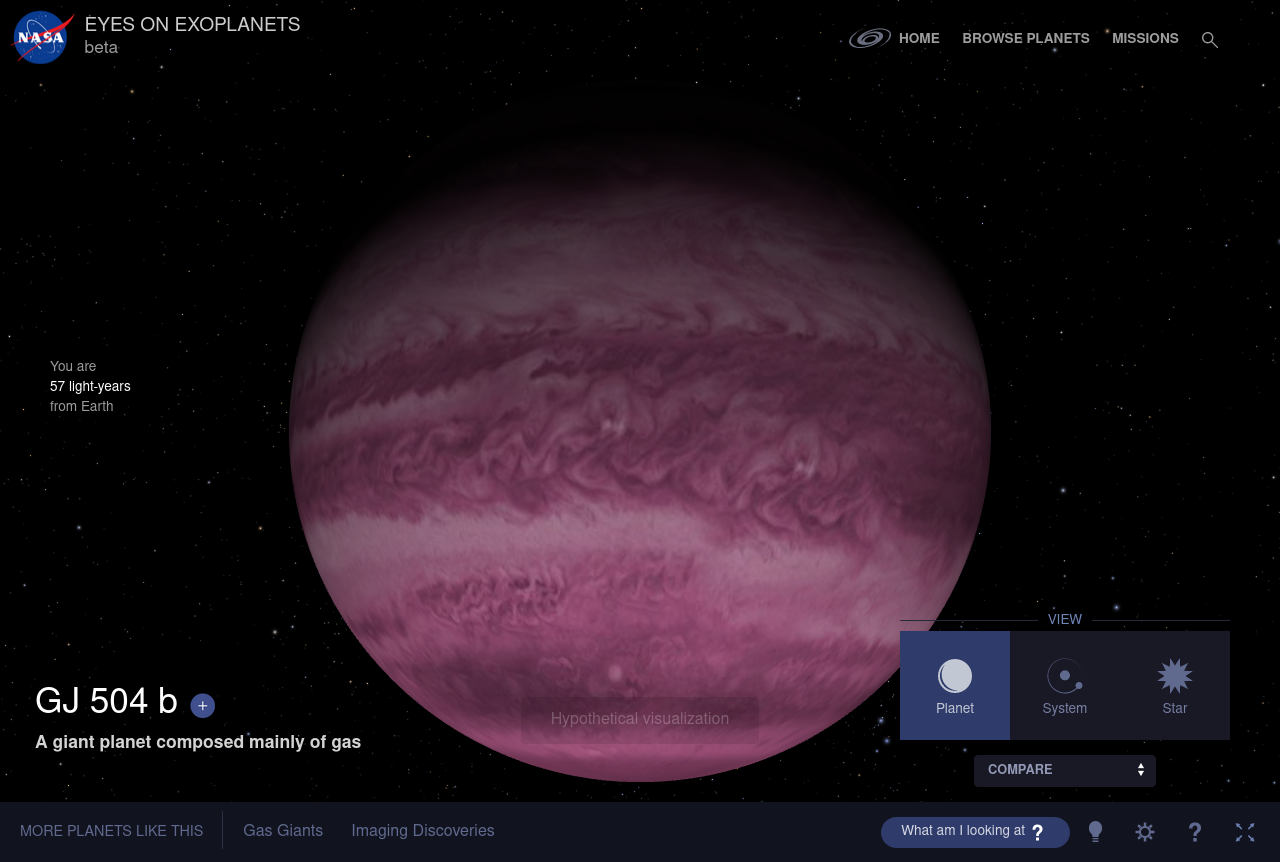 NASA
EYES ON EXOPLANETS
beta
HOME
BROWSE PLANETS
MISSIONS
You are
57 light-years
from Earth
VIEW
Planet
System
Star
GJ 504 b +
A giant planet composed mainly of gas
Hypothetical visualization
COMPARE
MORE PLANETS LIKE THIS
Gas Giants
Imaging Discoveries
What am I looking at ?
?